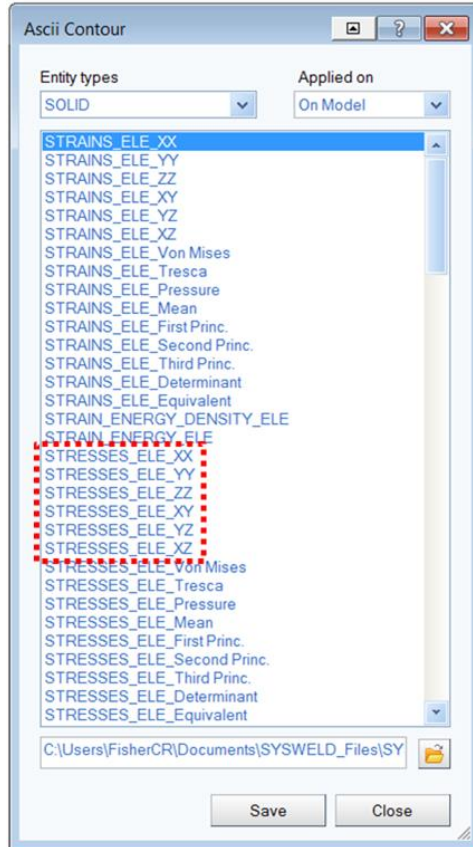 Ascii Contour
Entity types
Applied on
SOLID
On Model
STRAINS_ELE_XX
STRAINS_ELE_YY
STRAINS_ELE_ZZ
STRAINS_ELE_XY
STRAINS_ELE_YZ
STRAINS_ELE_XZ
STRAINS_ELE_Von Mises
STRAINS_ELE_Tresca
STRAINS_ELE_Pressure
STRAINS_ELE_Mean
STRAINS_ELE_First Princ.
STRAINS_ELE_Second Princ.
STRAINS_ELE_Third Princ.
STRAINS_ELE_Determinant
STRAINS_ELE_Equivalent
STRAIN_ENERGY_DENSITY_ELE
STRAIN_ENERGY_ELE
STRESSES_ELE_XX
STRESSES_ELE_YY
STRESSES_ELE_ZZ
STRESSES_ELE_XY
STRESSES_ELE_YZ
STRESSES_ELE_XZ
STRESSES_ELE_Von Mises
STRESSES_ELE_Tresca
STRESSES_ELE_Pressure
STRESSES_ELE_Mean
STRESSES_ELE_First Princ.
STRESSES_ELE_Second Princ.
STRESSES_ELE_Third Princ.
STRESSES_ELE_Determinant
STRESSES_ELE_Equivalent
C:\Users\FisherCR\Documents\SYSWELD_Files\SY
Save
Close